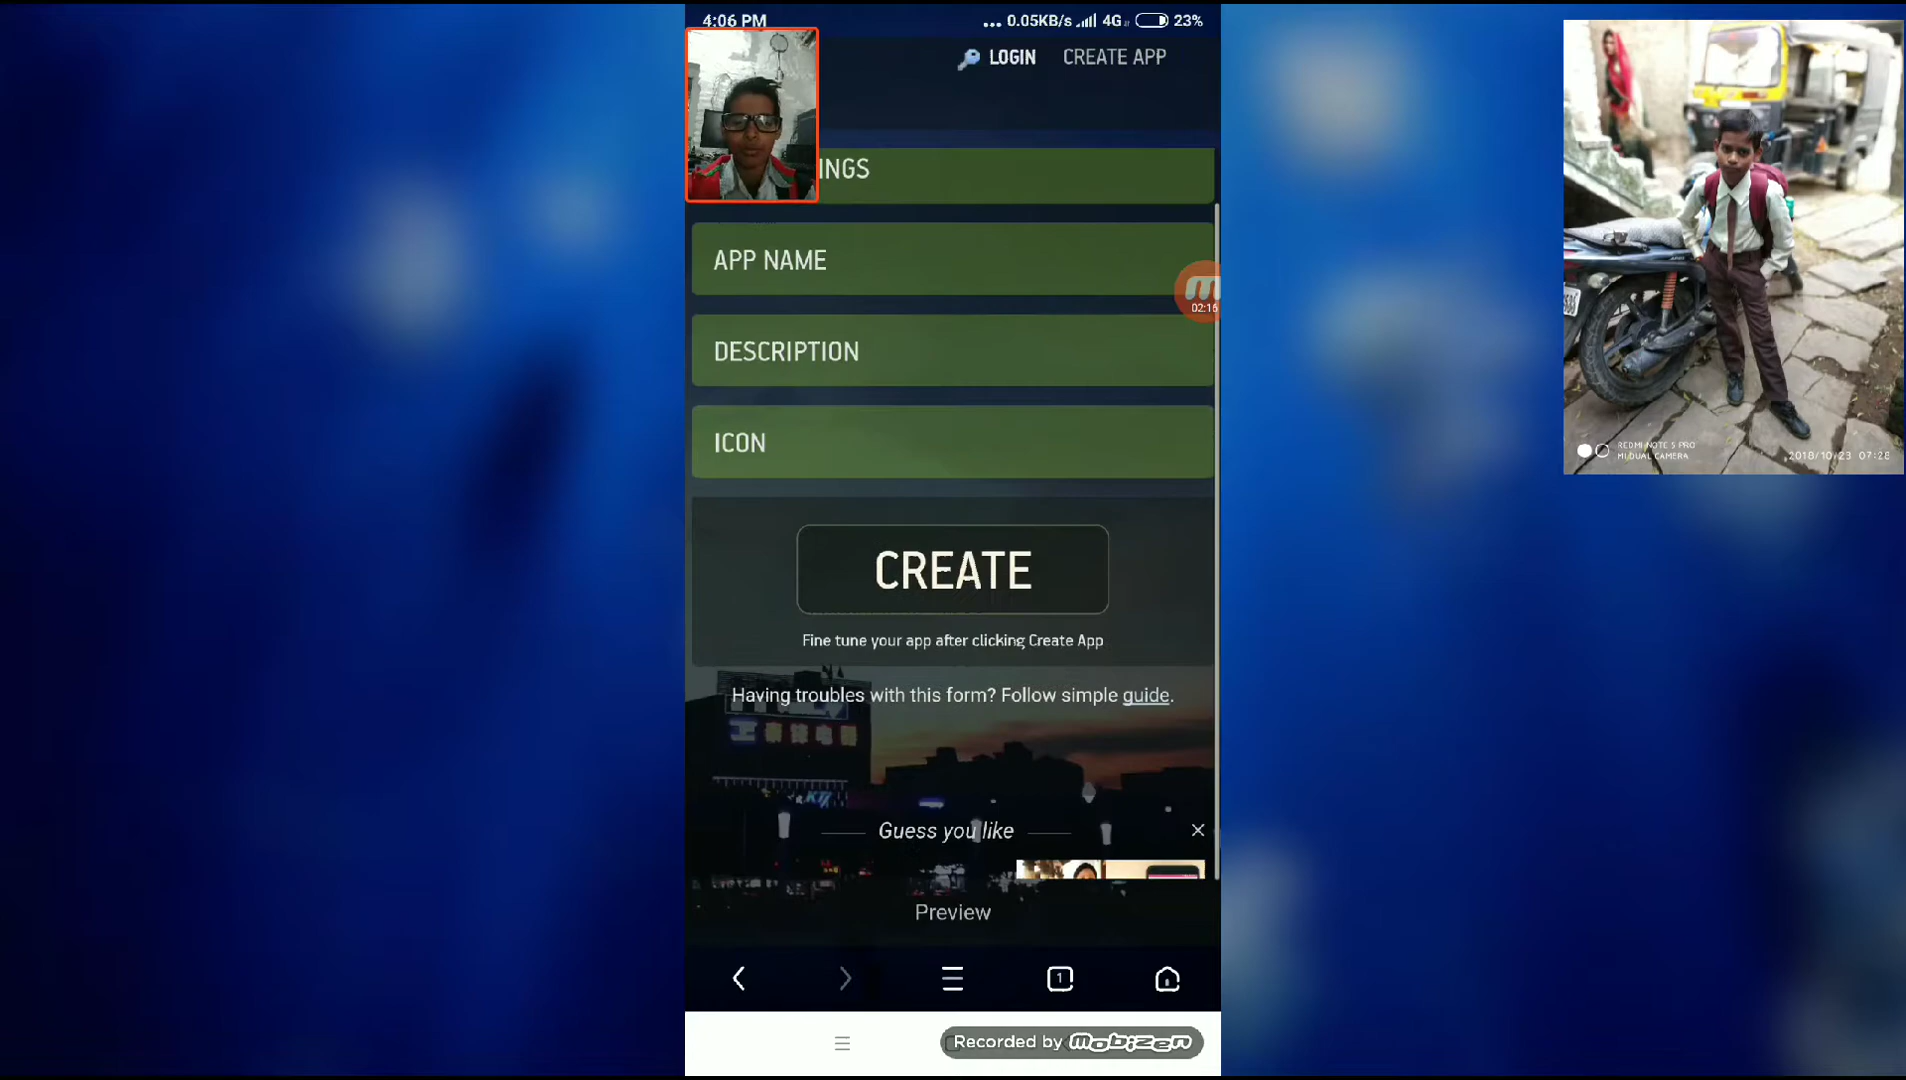 4:06 PM
... 0.05KB/s 4G 23%
LOGIN CREATE APP
INGS
APP NAME
02:16
DESCRIPTION
ICON
CREATE
Fine tune your app after clicking Create App
Having troubles with this form? Follow simple guide.
Guess you like
Preview
1
Recorded by mobizen
REDMI NOTE 5 PRO
MI DUAL CAMERA
2018/10/23 07:28